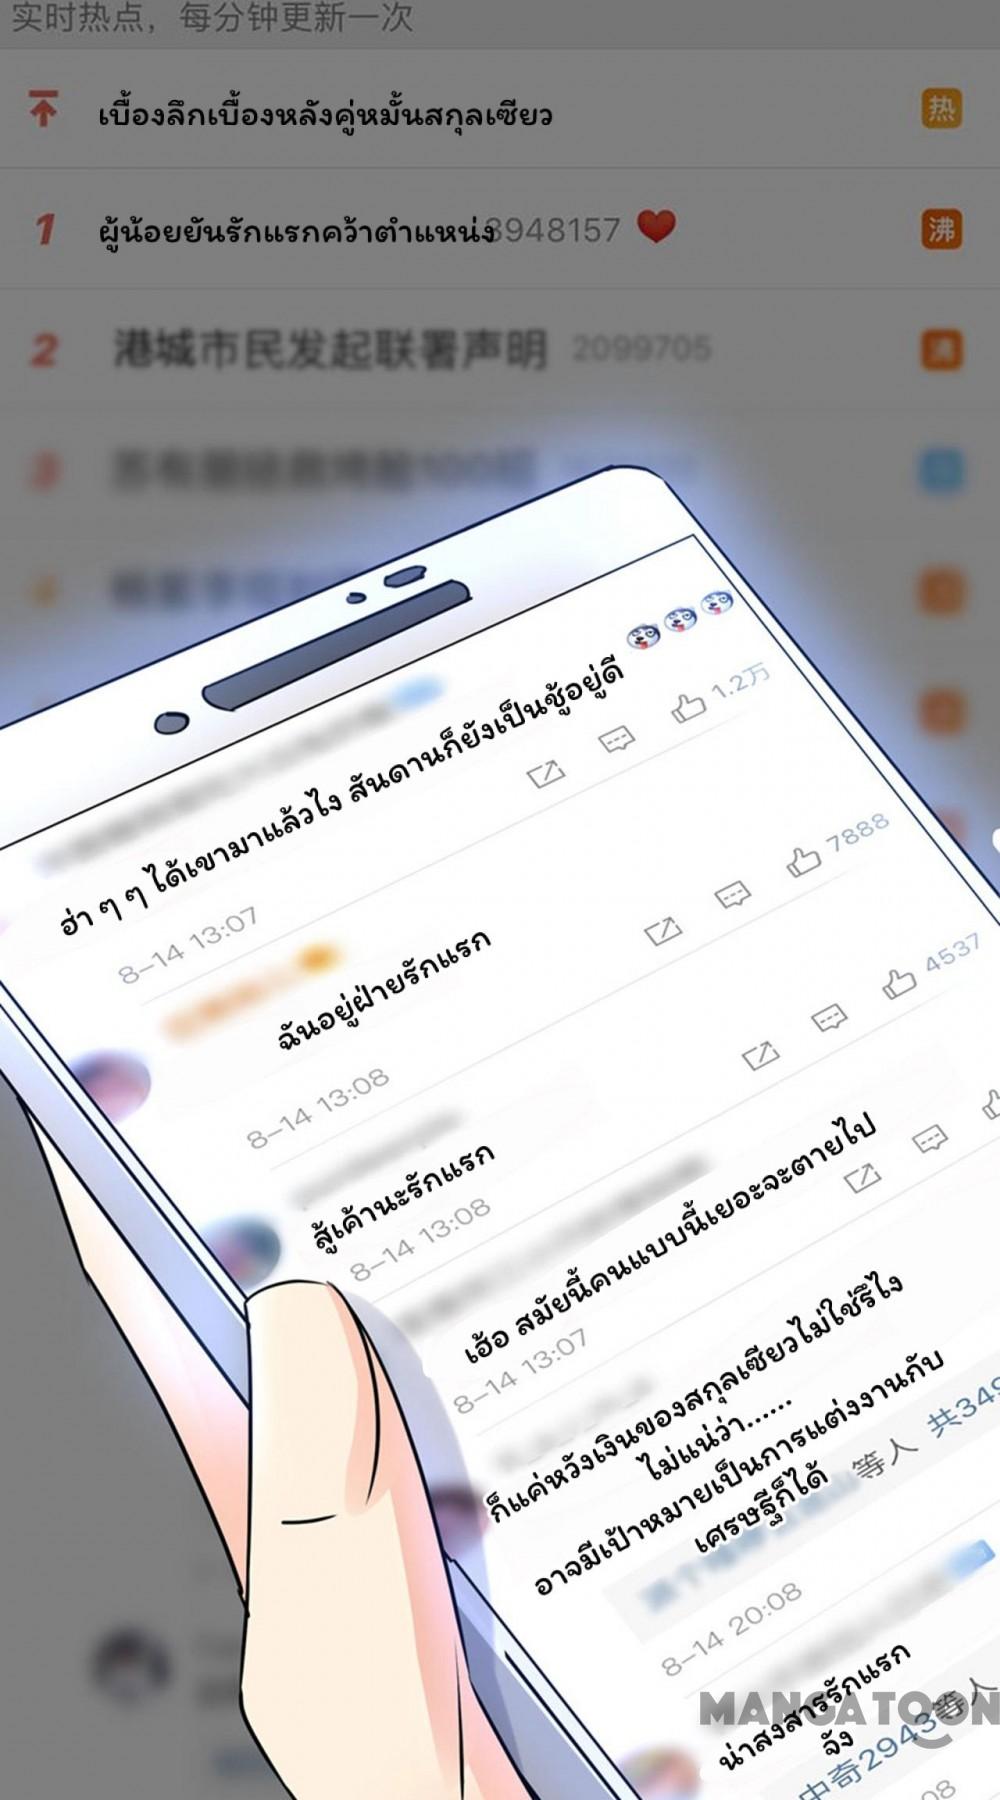 实时热点，每分钟更新一次
เบื้องลึกเบื้องหลังคู่หมั้นสกุลเซียว 热
1 ผู้น้อยยันรักแรกคว้าตำแหน่ง 3948157 沸
2 港城市民发起联署声明 2099705 沸
3
ฮ่า ๆ ๆ ได้เขามาแล้วไง สันดานก็ยังเป็นชู้อยู่ดี
1.2万
8-14 13:07
7888
ฉันอยู่ฝ่ายรักแรก
8-14 13:08
4537
สู้เค้านะรักแรก
8-14 13:08
เฮ้อ สมัยนี้คนแบบนี้เยอะจะตายไป
8-14 13:07
ก็แค่หวังเงินของสกุลเซียวไม่ใช่รึไง
ไม่แน่ว่า......
อาจมีเป้าหมายเป็นการแต่งงานกับ
เศรษฐีก็ได้
等人 共349
8-14 20:08
น่าสงสารรักแรก
จัง
中奇2943等人
:08
MANGATOON